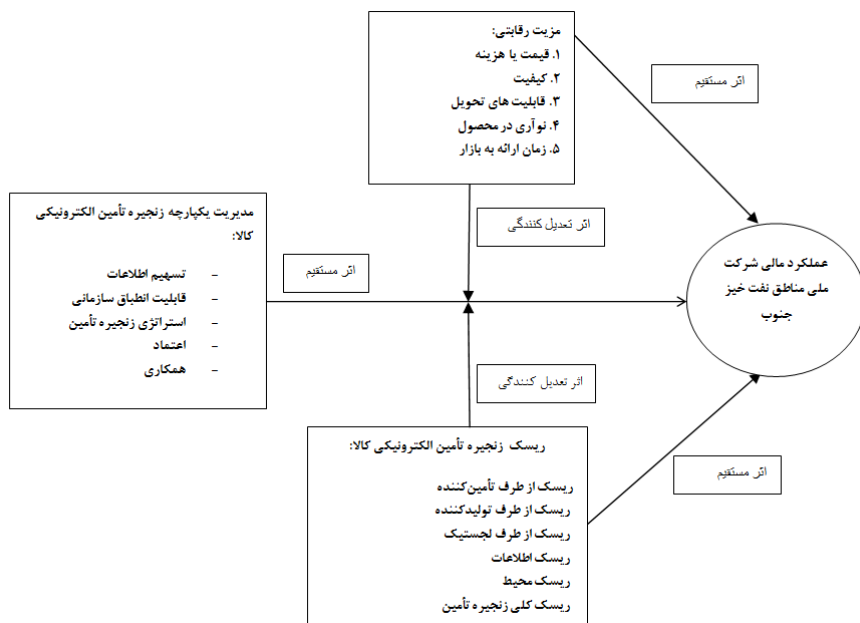 مزیت رقابتی:
۱. قیمت یا هزینه
۲. کیفیت
۳. قابلیت های تحویل
۴. نوآری در محصول
۵. زمان ارائه به بازار
اثر مستقیم
اثر تعدیل کنندگی
مدیریت یکپارچه زنجیره تأمین الکترونیکی
کالا:
- تسهیم اطلاعات
- قابلیت انطباق سازمانی
- استراتژی زنجیره تأمین
- اعتماد
- همکاری
اثر مستقیم
عملکرد مالی شرکت
ملی مناطق نفت خیز
جنوب
اثر تعدیل کنندگی
ریسک زنجیره تأمین الکترونیکی کالا:
ریسک از طرف تأمین‌کننده
ریسک از طرف تولیدکننده
ریسک از طرف لجستیک
ریسک اطلاعات
ریسک محیط
ریسک کلی زنجیره تأمین
اثر مستقیم